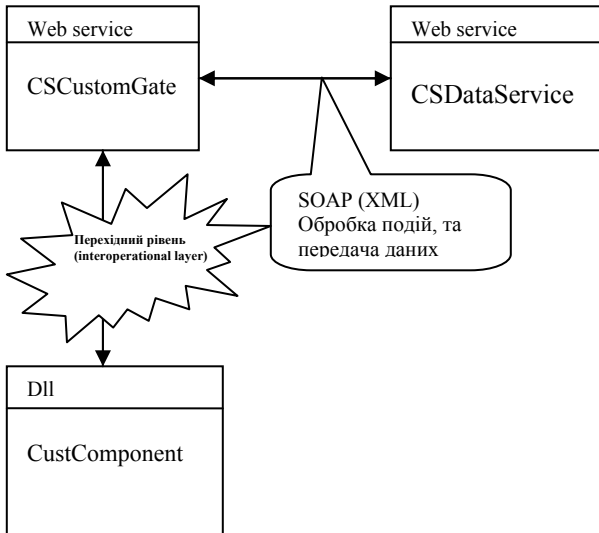 Web service
CSCustomGate
Web service
CSDataService
SOAP (XML)
Обробка подій, та
передача даних
Перехідний рівень
(interoperational layer)
Dll
CustComponent